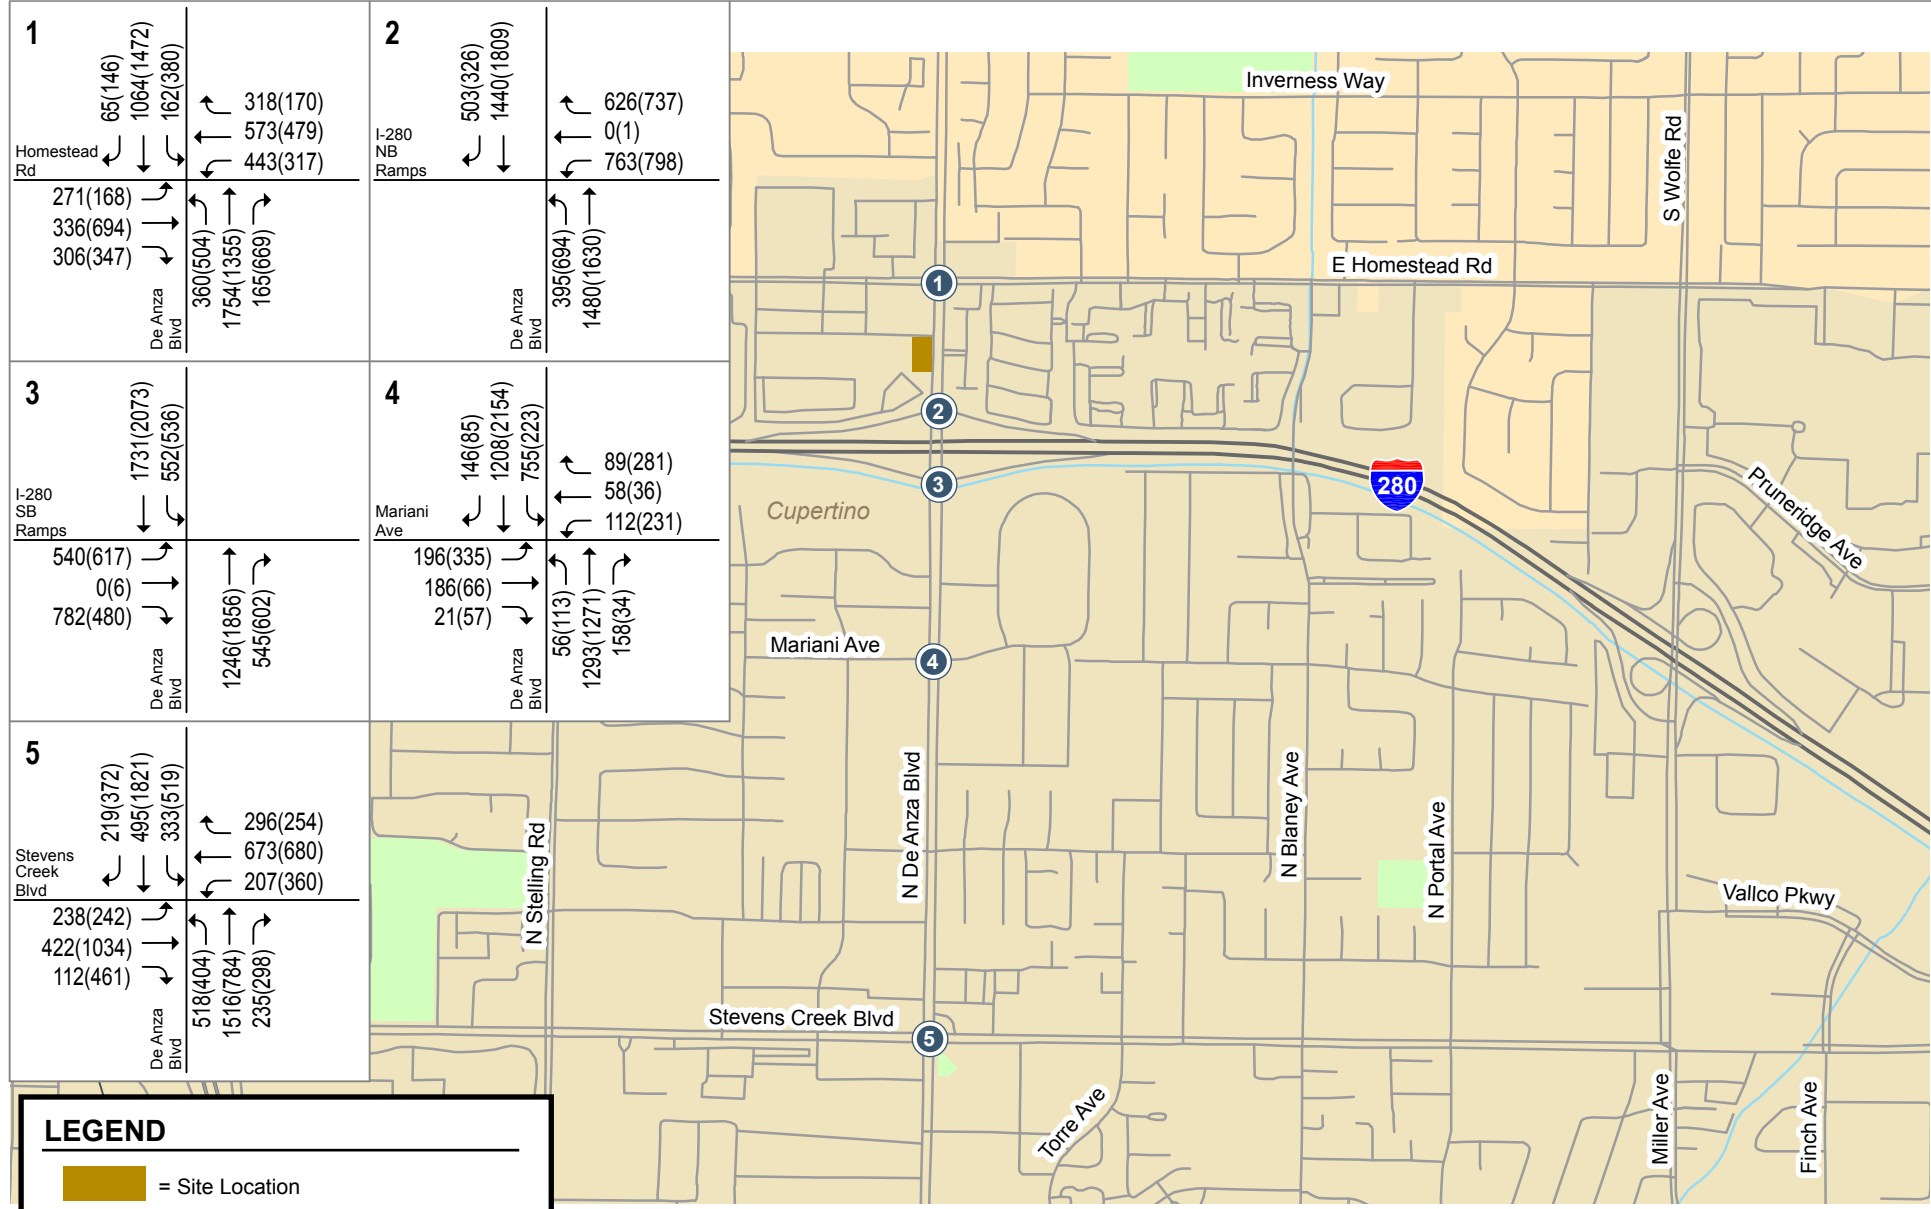 1
65(146)
1064(1472)
162(380)
318(170)
573(479)
443(317)
Homestead
Rd
271(168)
336(694)
306(347)
360(504)
1754(1355)
165(669)
De Anza
Blvd
2
503(326)
1440(1809)
626(737)
0(1)
763(798)
I-280
NB
Ramps
395(694)
1480(1630)
De Anza
Blvd
3
1731(2073)
552(536)
I-280
SB
Ramps
540(617)
0(6)
782(480)
1246(1856)
545(602)
De Anza
Blvd
4
146(85)
1208(2154)
755(223)
89(281)
58(36)
112(231)
Mariani
Ave
196(335)
186(66)
21(57)
56(113)
1293(1271)
158(34)
De Anza
Blvd
5
219(372)
495(1821)
333(519)
296(254)
673(680)
207(360)
Stevens
Creek
Blvd
238(242)
422(1034)
112(461)
518(404)
1516(784)
235(298)
De Anza
Blvd
Inverness Way
S Wolfe Rd
E Homestead Rd
1
2
3
280
Cupertino
Pruneridge Ave
Mariani Ave
4
N De Anza Blvd
N Blaney Ave
N Portal Ave
N Stelling Rd
Vallco Pkwy
Stevens Creek Blvd
5
Torre Ave
Miller Ave
Finch Ave
LEGEND
= Site Location